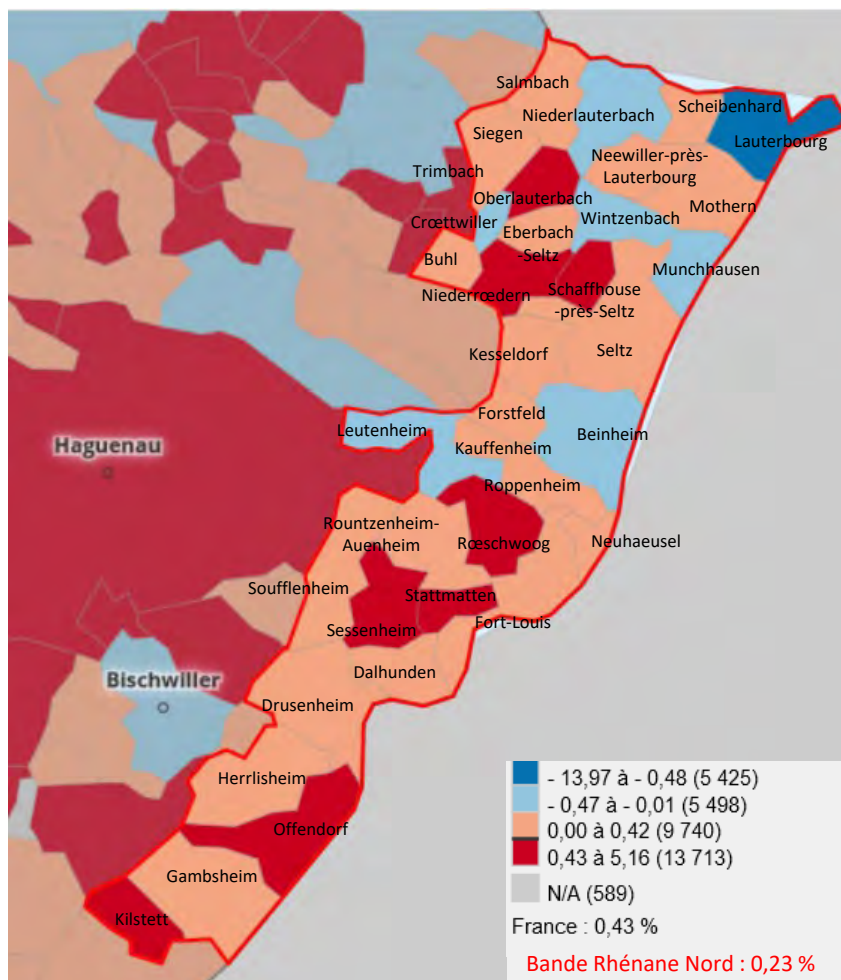 Salmbach
Scheibenhard
Niederlauterbach
Siegen
Lauterbourg
Neewiller-près-
Lauterbourg
Trimbach
Oberlauterbach
Mothern
Crœttwiller
Wintzenbach
Eberbach
-Seltz
Buhl
Munchhausen
Niederrœdern
Schaffhouse
-près-Seltz
Kesseldorf
Seltz
Forstfeld
Leutenheim
Beinheim
Haguenau
Kauffenheim
Roppenheim
Rountzenheim-
Auenheim
Rœschwoog
Neuhaeusel
Soufflenheim
Stattmatten
Sessenheim
Fort-Louis
Dalhunden
Bischwiller
Drusenheim
Herrlisheim
Offendorf
Gambsheim
Kilstett
- 13,97 à - 0,48 (5 425)
- 0,47 à - 0,01 (5 498)
0,00 à 0,42 (9 740)
0,43 à 5,16 (13 713)
N/A (589)
France : 0,43 %
Bande Rhénane Nord : 0,23 %